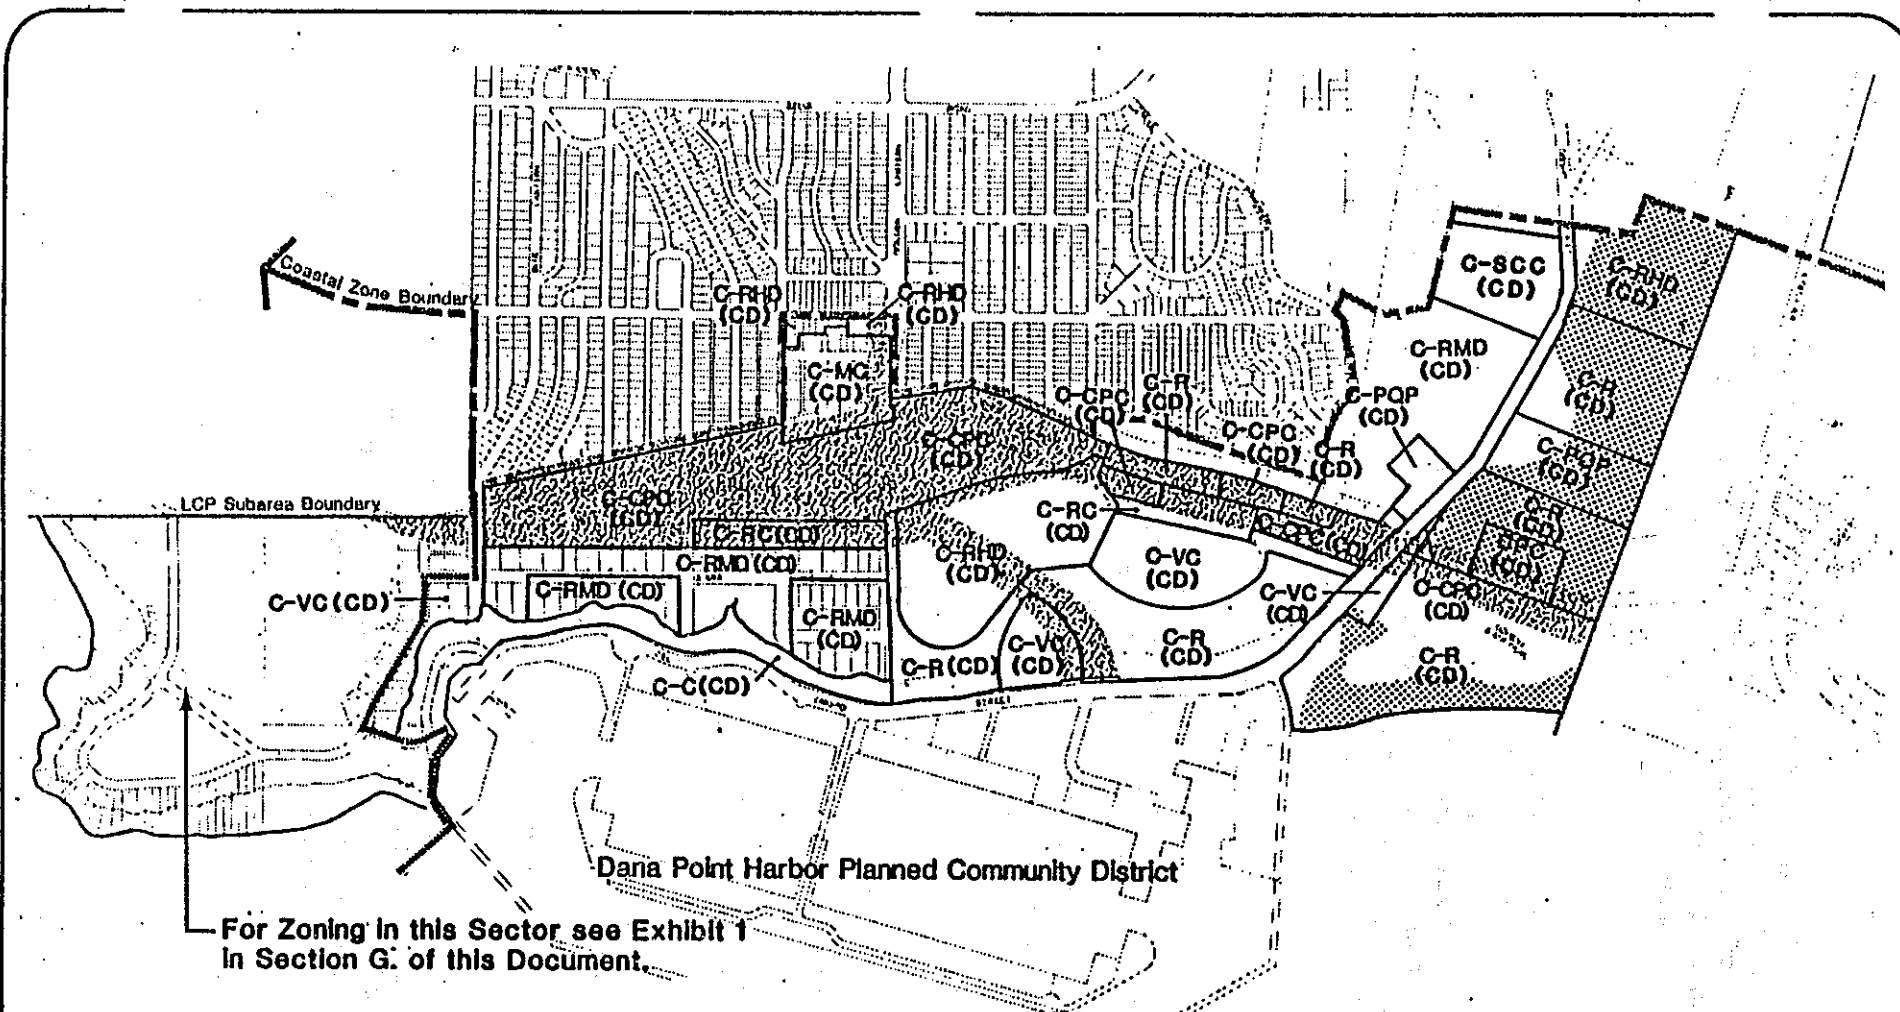 Coastal Zone Boundary
C-RHD
(CD)
C-RHD
(CD)
C-MC
(CD)
C-SCC
(CD)
C-RHD
(CD)
C-RMD
(CD)
C-R
(CD)
C-CPC
(CD)
C-R
(CD)
C-PQP
(CD)
C-CPC
(CD)
C-R
(CD)
C-PQP
(CD)
C-CPC
(CD)
C-CPC
(CD)
LCP Subarea Boundary
C-RC (CD)
C-RC
(CD)
C-CPC (CD)
C-R
(CD)
CPC
(CD)
C-RMD (CD)
C-RHD
(CD)
C-VC
(CD)
C-VC (CD)
C-RMD (CD)
C-VC
(CD)
C-CPC
(CD)
C-RMD
(CD)
C-R (CD)
C-VC
(CD)
C-R
(CD)
C-R
(CD)
C-C (CD)
Dana Point Harbor Planned Community District
For Zoning in this Sector see Exhibit 1
in Section G. of this Document.